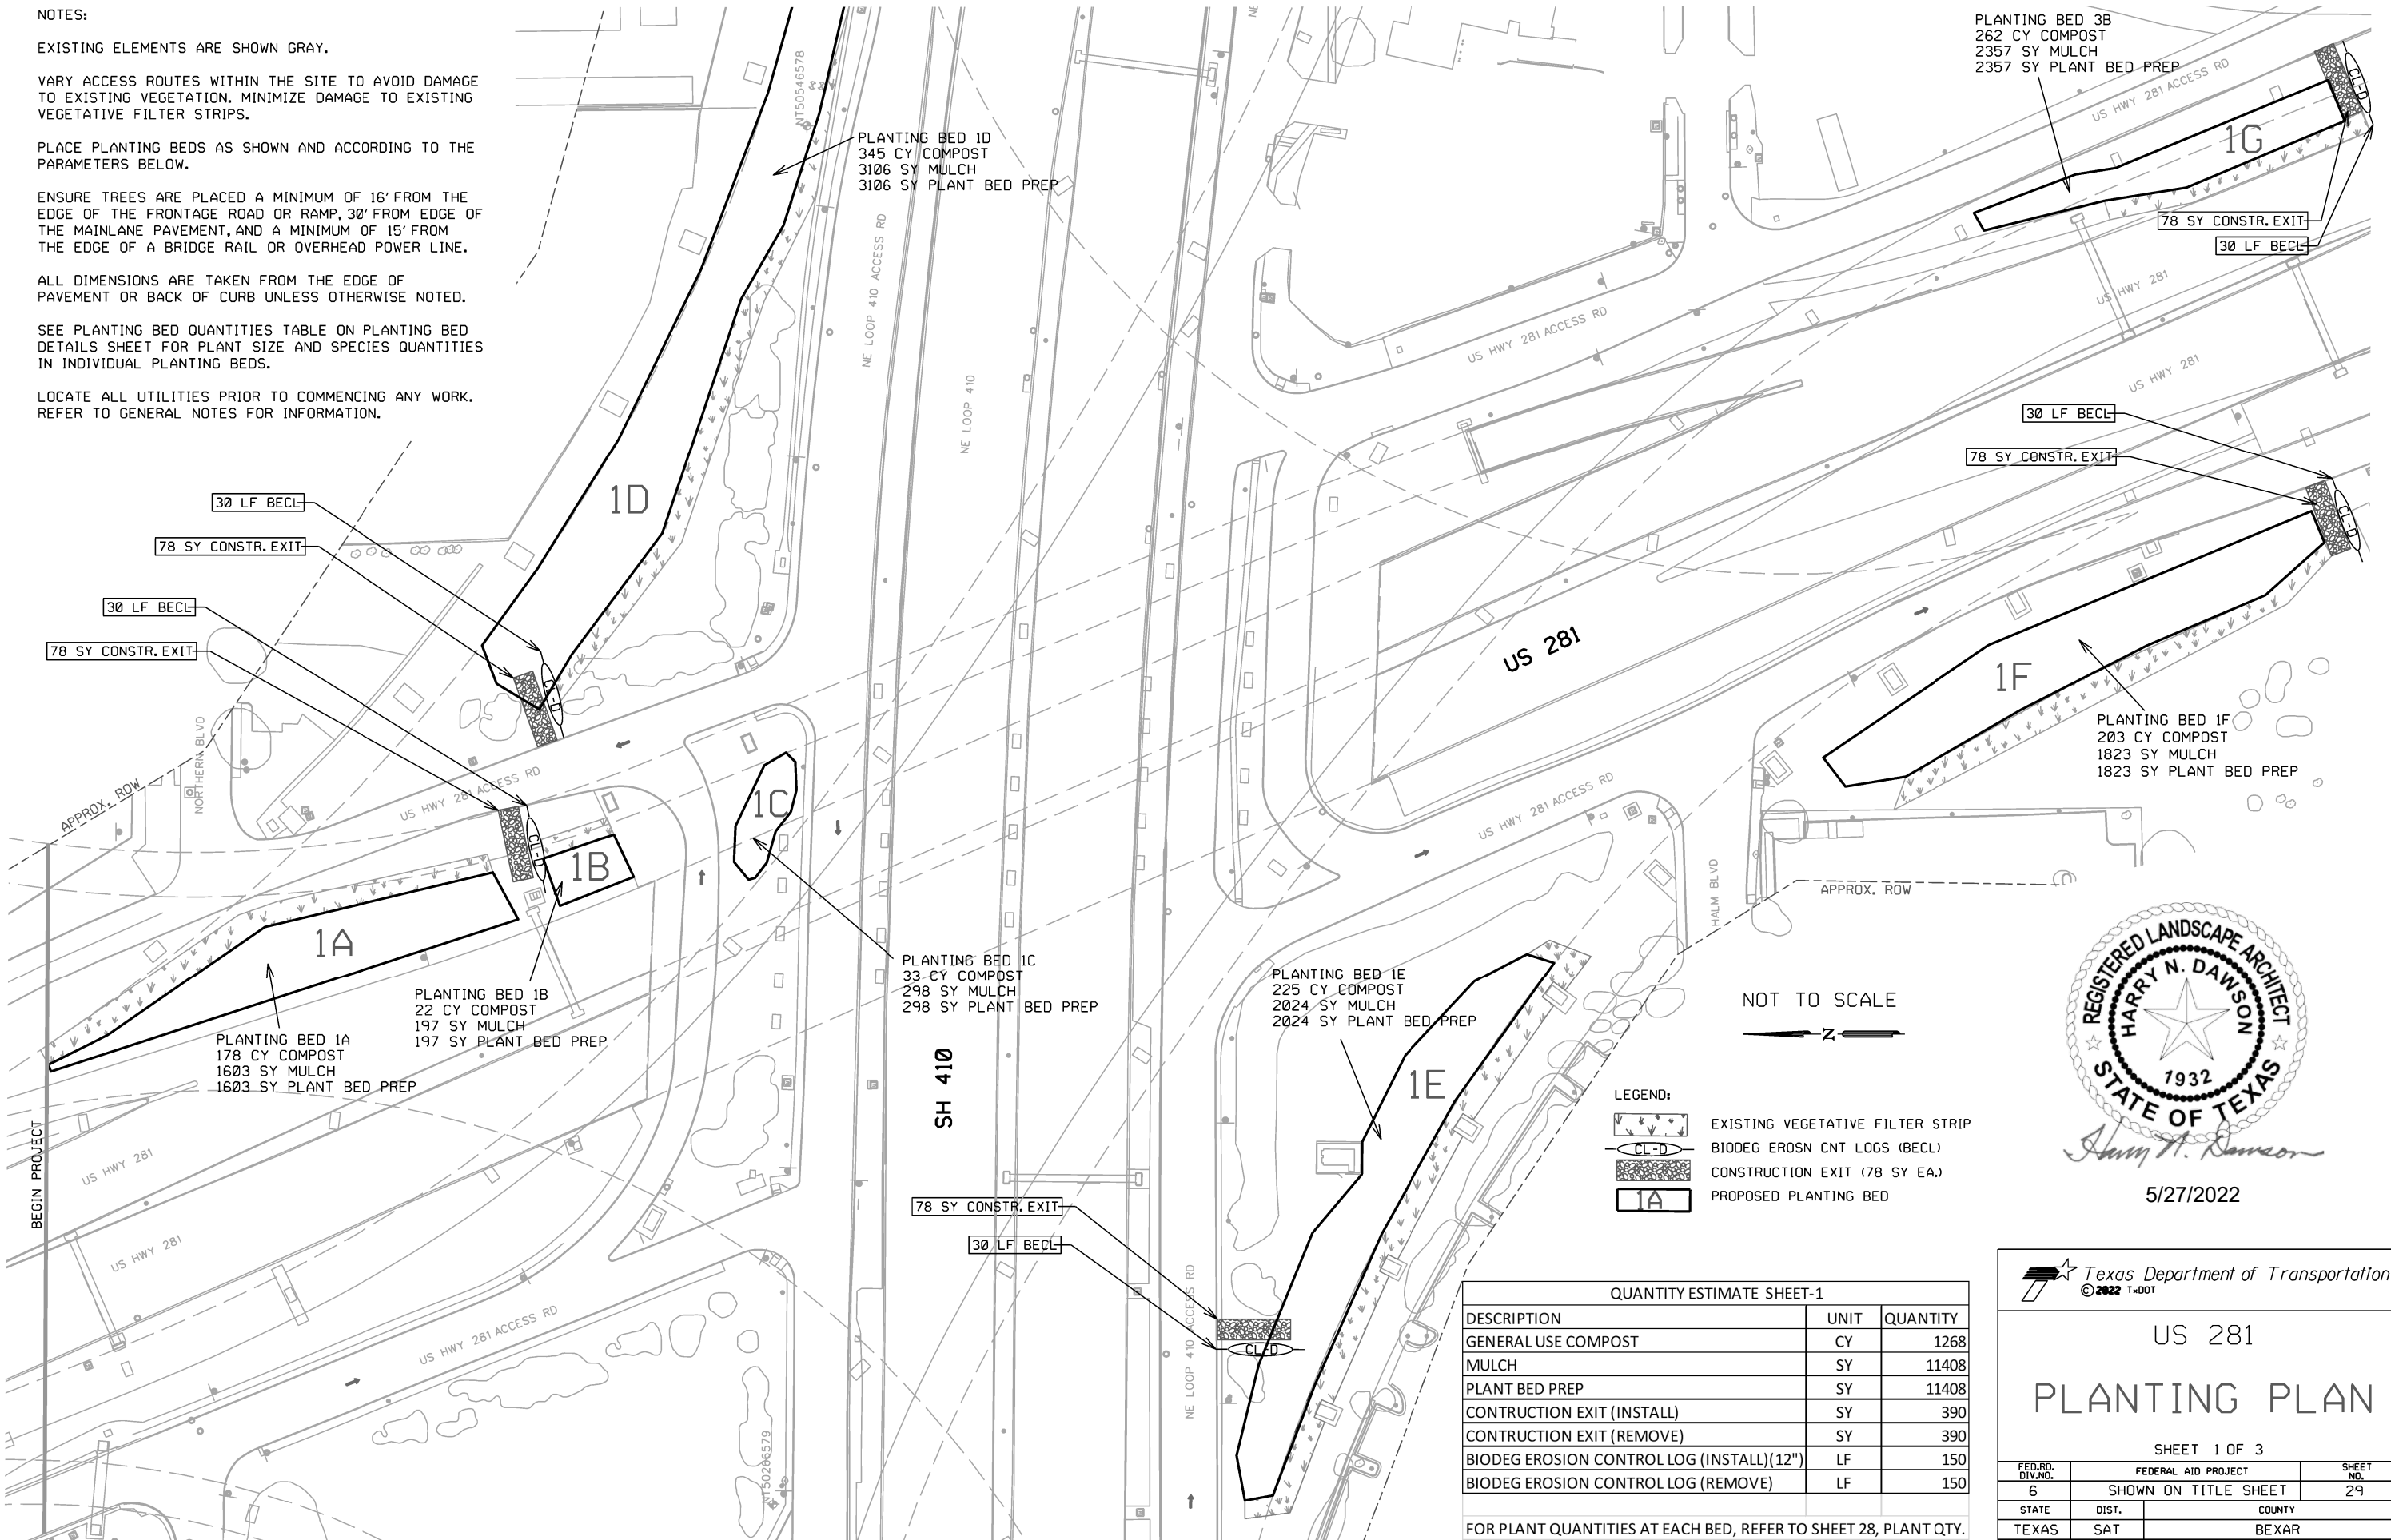 NOTES:
EXISTING ELEMENTS ARE SHOWN GRAY.
VARY ACCESS ROUTES WITHIN THE SITE TO AVOID DAMAGE
TO EXISTING VEGETATION. MINIMIZE DAMAGE TO EXISTING
VEGETATIVE FILTER STRIPS.
PLACE PLANTING BEDS AS SHOWN AND ACCORDING TO THE
PARAMETERS BELOW.
ENSURE TREES ARE PLACED A MINIMUM OF 16' FROM THE
EDGE OF THE FRONTAGE ROAD OR RAMP, 30' FROM EDGE OF
THE MAINLANE PAVEMENT, AND A MINIMUM OF 15' FROM
THE EDGE OF A BRIDGE RAIL OR OVERHEAD POWER LINE.
ALL DIMENSIONS ARE TAKEN FROM THE EDGE OF
PAVEMENT OR BACK OF CURB UNLESS OTHERWISE NOTED.
SEE PLANTING BED QUANTITIES TABLE ON PLANTING BED
DETAILS SHEET FOR PLANT SIZE AND SPECIES QUANTITIES
IN INDIVIDUAL PLANTING BEDS.
LOCATE ALL UTILITIES PRIOR TO COMMENCING ANY WORK.
REFER TO GENERAL NOTES FOR INFORMATION.
NT50546578
PLANTING BED 1D
345 CY COMPOST
3106 SY MULCH
3106 SY PLANT BED PREP
NE LOOP 410 ACCESS RD
NE LOOP 410
NE
PLANTING BED 3B
262 CY COMPOST
2357 SY MULCH
2357 SY PLANT BED PREP
US HWY 281 ACCESS RD
1G
CL-D
78 SY CONSTR. EXIT
30 LF BECL
US HWY 281
US HWY 281
US HWY 281 ACCESS RD
30 LF BECL
78 SY CONSTR. EXIT
CL-D
1D
30 LF BECL
78 SY CONSTR. EXIT
30 LF BECL
78 SY CONSTR. EXIT
CL-D
US 281
1F
PLANTING BED 1F
203 CY COMPOST
1823 SY MULCH
1823 SY PLANT BED PREP
NORTHERN BLVD
APPROX. ROW
US HWY 281 ACCESS RD
CL-D
1C
1B
1A
US HWY 281 ACCESS RD
HALM BLVD
APPROX. ROW
PLANTING BED 1A
178 CY COMPOST
1603 SY MULCH
1603 SY PLANT BED PREP
PLANTING BED 1B
22 CY COMPOST
197 SY MULCH
197 SY PLANT BED PREP
PLANTING BED 1C
33 CY COMPOST
298 SY MULCH
298 SY PLANT BED PREP
PLANTING BED 1E
225 CY COMPOST
2024 SY MULCH
2024 SY PLANT BED PREP
1E
SH 410
BEGIN PROJECT
US HWY 281
US HWY 281
US HWY 281 ACCESS RD
NT50266579
78 SY CONSTR. EXIT
30 LF BECL
CL-D
NE LOOP 410 ACCESS RD
NOT TO SCALE
N
LEGEND:
EXISTING VEGETATIVE FILTER STRIP
CL-D BIODEG EROSN CNT LOGS (BECL)
CONSTRUCTION EXIT (78 SY EA.)
1A PROPOSED PLANTING BED
REGISTERED LANDSCAPE ARCHITECT
HARRY N. DAWSON
1932
STATE OF TEXAS
Harry N. Dawson
5/27/2022
QUANTITY ESTIMATE SHEET-1
DESCRIPTION UNIT QUANTITY
GENERAL USE COMPOST CY 1268
MULCH SY 11408
PLANT BED PREP SY 11408
CONTRUCTION EXIT (INSTALL) SY 390
CONTRUCTION EXIT (REMOVE) SY 390
BIODEG EROSION CONTROL LOG (INSTALL)(12") LF 150
BIODEG EROSION CONTROL LOG (REMOVE) LF 150
FOR PLANT QUANTITIES AT EACH BED, REFER TO SHEET 28, PLANT QTY.
Texas Department of Transportation
© 2022 TxDOT
US 281
PLANTING PLAN
SHEET 1 OF 3
FED.RD. DIV.NO. FEDERAL AID PROJECT SHEET NO.
6 SHOWN ON TITLE SHEET 29
STATE DIST. COUNTY
TEXAS SAT BEXAR